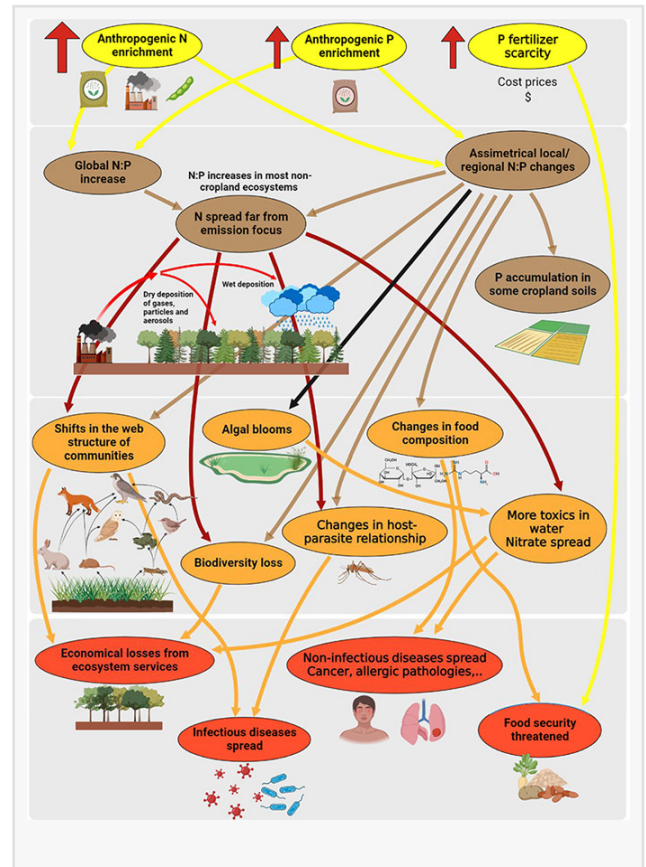 Anthropogenic N
enrichment
Anthropogenic P
enrichment
P fertilizer
scarcity
Cost prices
$
Global N:P
increase
N:P increases in most non-
cropland ecosystems
Assimetrical local/
regional N:P changes
N spread far from
emission focus
P accumulation in
some cropland soils
Wet deposition
Dry deposition
of gases,
particles and
aerosols
Shifts in the web
structure of
communities
Algal blooms
Changes in food
composition
Changes in host-
parasite relationship
More toxics in
water
Nitrate spread
Biodiversity loss
Economical losses from
ecosystem services
Non-infectious diseases spread
Cancer, allergic pathologies,..
Infectious diseases
spread
Food security
threatened